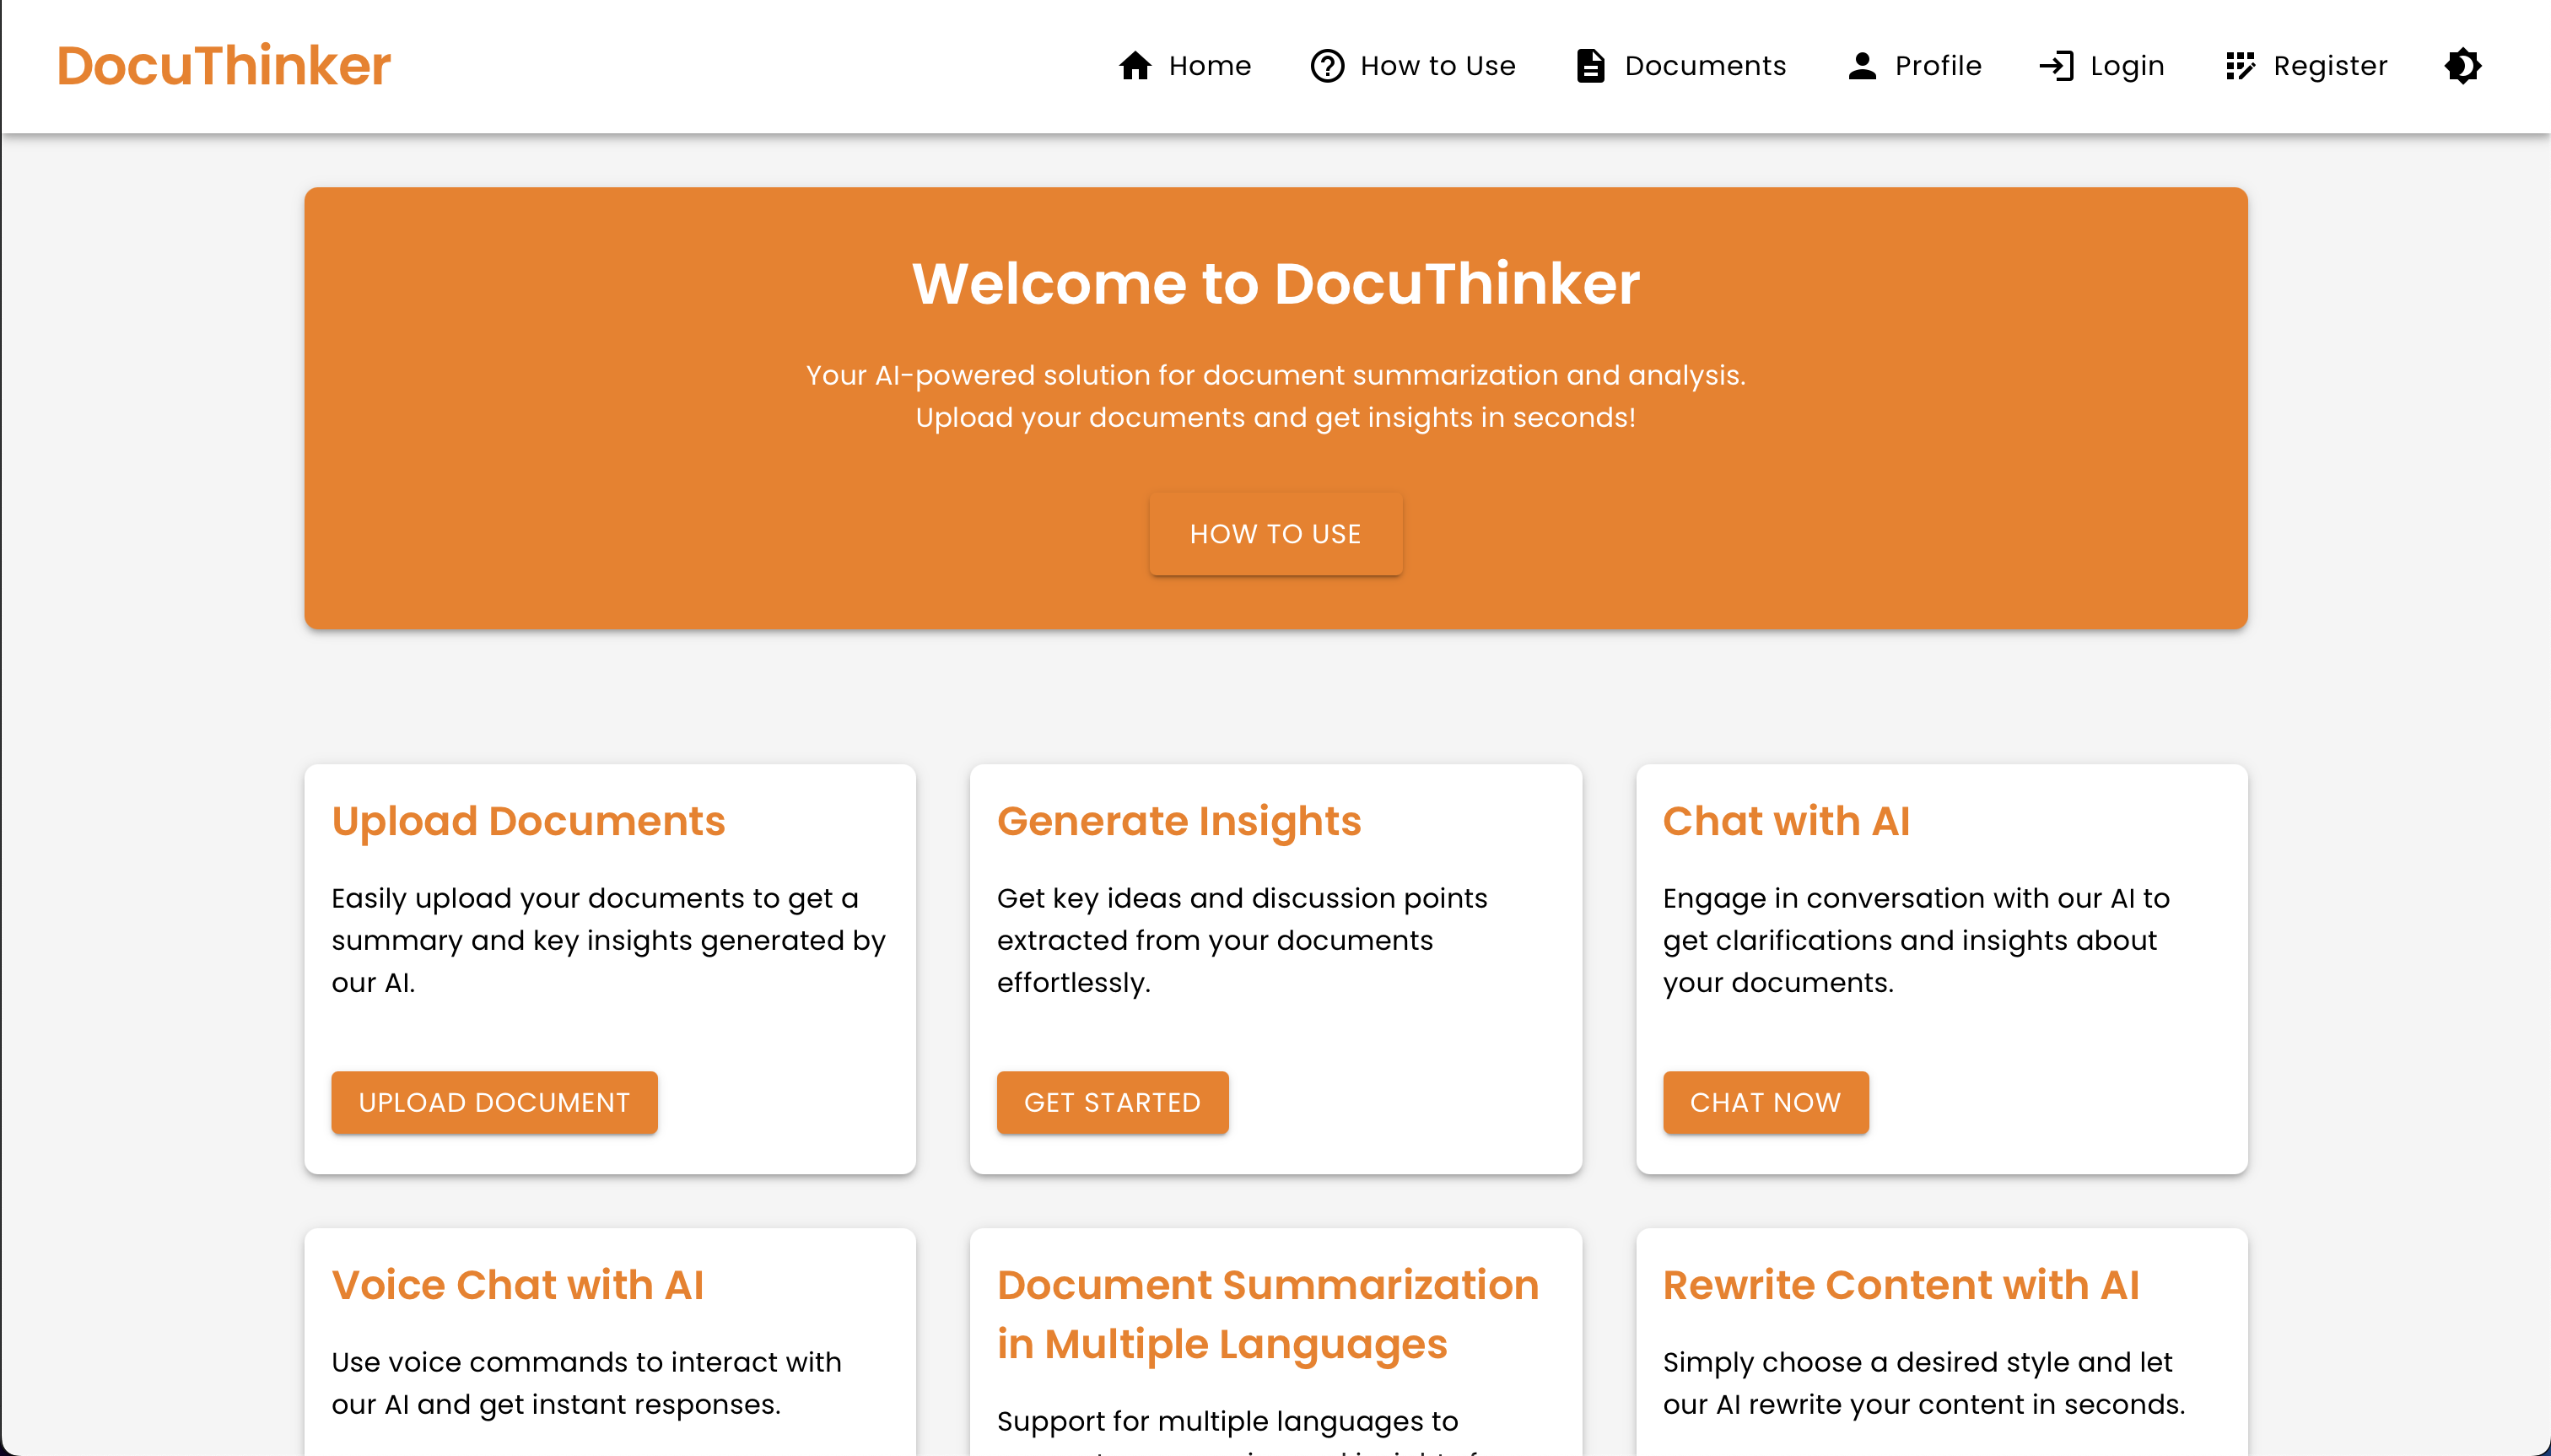 DocuThinker
Home
How to Use
Documents
Profile
Login
Register
Welcome to DocuThinker
Your AI-powered solution for document summarization and analysis.
Upload your documents and get insights in seconds!
HOW TO USE
Upload Documents
Easily upload your documents to get a
summary and key insights generated by
our AI.
UPLOAD DOCUMENT
Generate Insights
Get key ideas and discussion points
extracted from your documents
effortlessly.
GET STARTED
Chat with AI
Engage in conversation with our AI to
get clarifications and insights about
your documents.
CHAT NOW
Voice Chat with AI
Use voice commands to interact with
our AI and get instant responses.
Document Summarization
in Multiple Languages
Support for multiple languages to
Rewrite Content with AI
Simply choose a desired style and let
our AI rewrite your content in seconds.